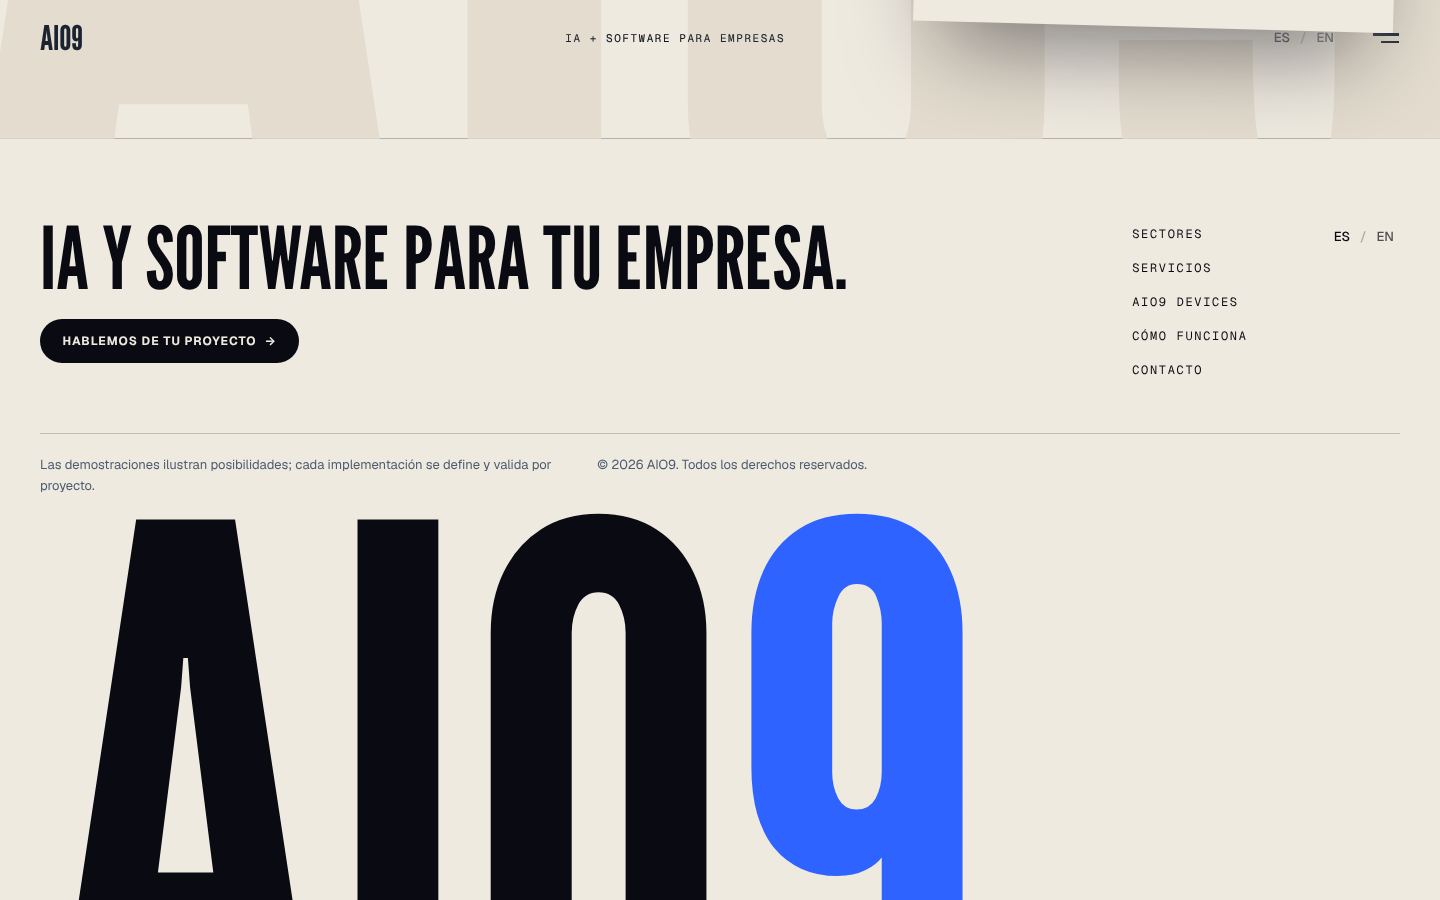 AIO9
IA + SOFTWARE PARA EMPRESAS
ES / EN
IA Y SOFTWARE PARA TU EMPRESA.
HABLEMOS DE TU PROYECTO →
SECTORES
SERVICIOS
AIO9 DEVICES
CÓMO FUNCIONA
CONTACTO
ES / EN
Las demostraciones ilustran posibilidades; cada implementación se define y valida por
proyecto.
© 2026 AIO9. Todos los derechos reservados.
AIO9